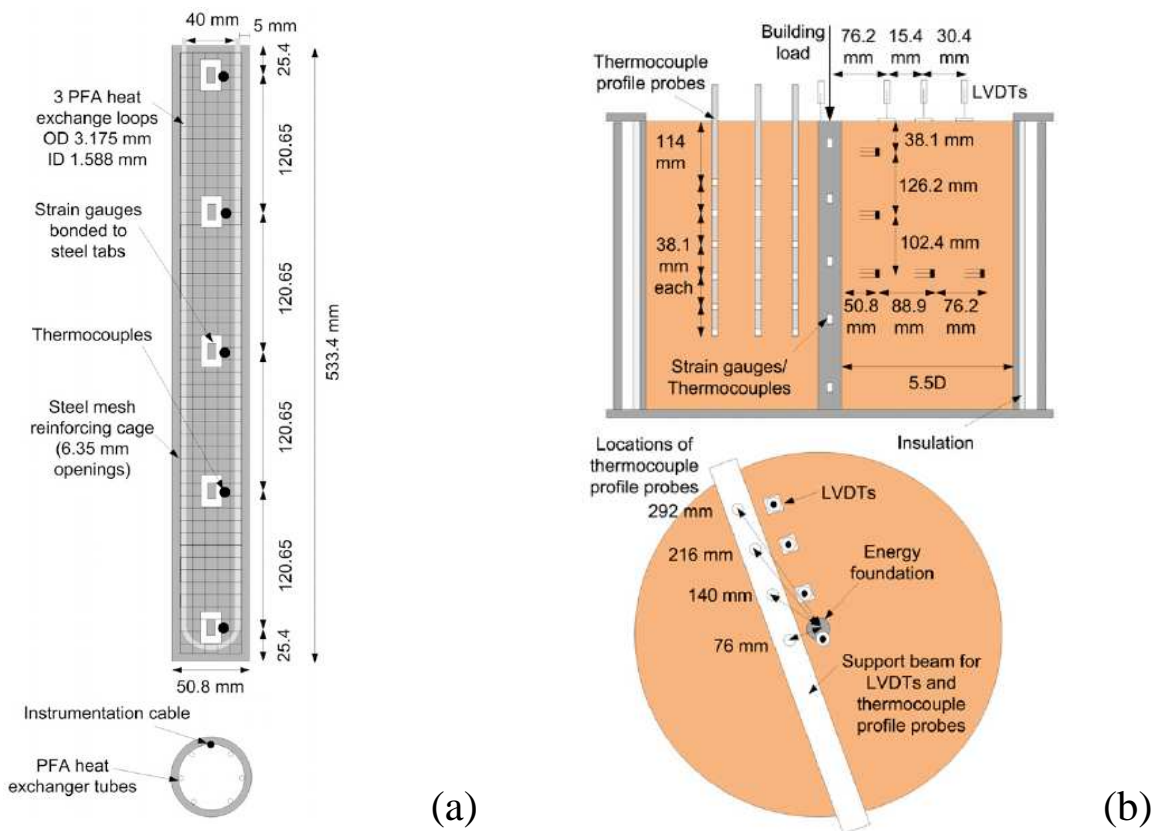 40 mm
5 mm
25.4
3 PFA heat
exchange loops
OD 3.175 mm
ID 1.588 mm
120.65
Strain gauges
bonded to
steel tabs
120.65
533.4 mm
Thermocouples
120.65
Steel mesh
reinforcing cage
(6.35 mm
openings)
120.65
25.4
50.8 mm
Instrumentation cable
PFA heat
exchanger tubes
(a)
Building
load
76.2
mm
15.4
mm
30.4
mm
Thermocouple
profile probes
LVDTs
114
mm
38.1 mm
126.2 mm
102.4 mm
38.1
mm
each
50.8
mm
88.9
mm
76.2
mm
Strain gauges/
Thermocouples
5.5D
Insulation
Locations of
thermocouple
profile probes
292 mm
LVDTs
216 mm
Energy
foundation
140 mm
76 mm
Support beam for
LVDTs and
thermocouple
profile probes
(b)